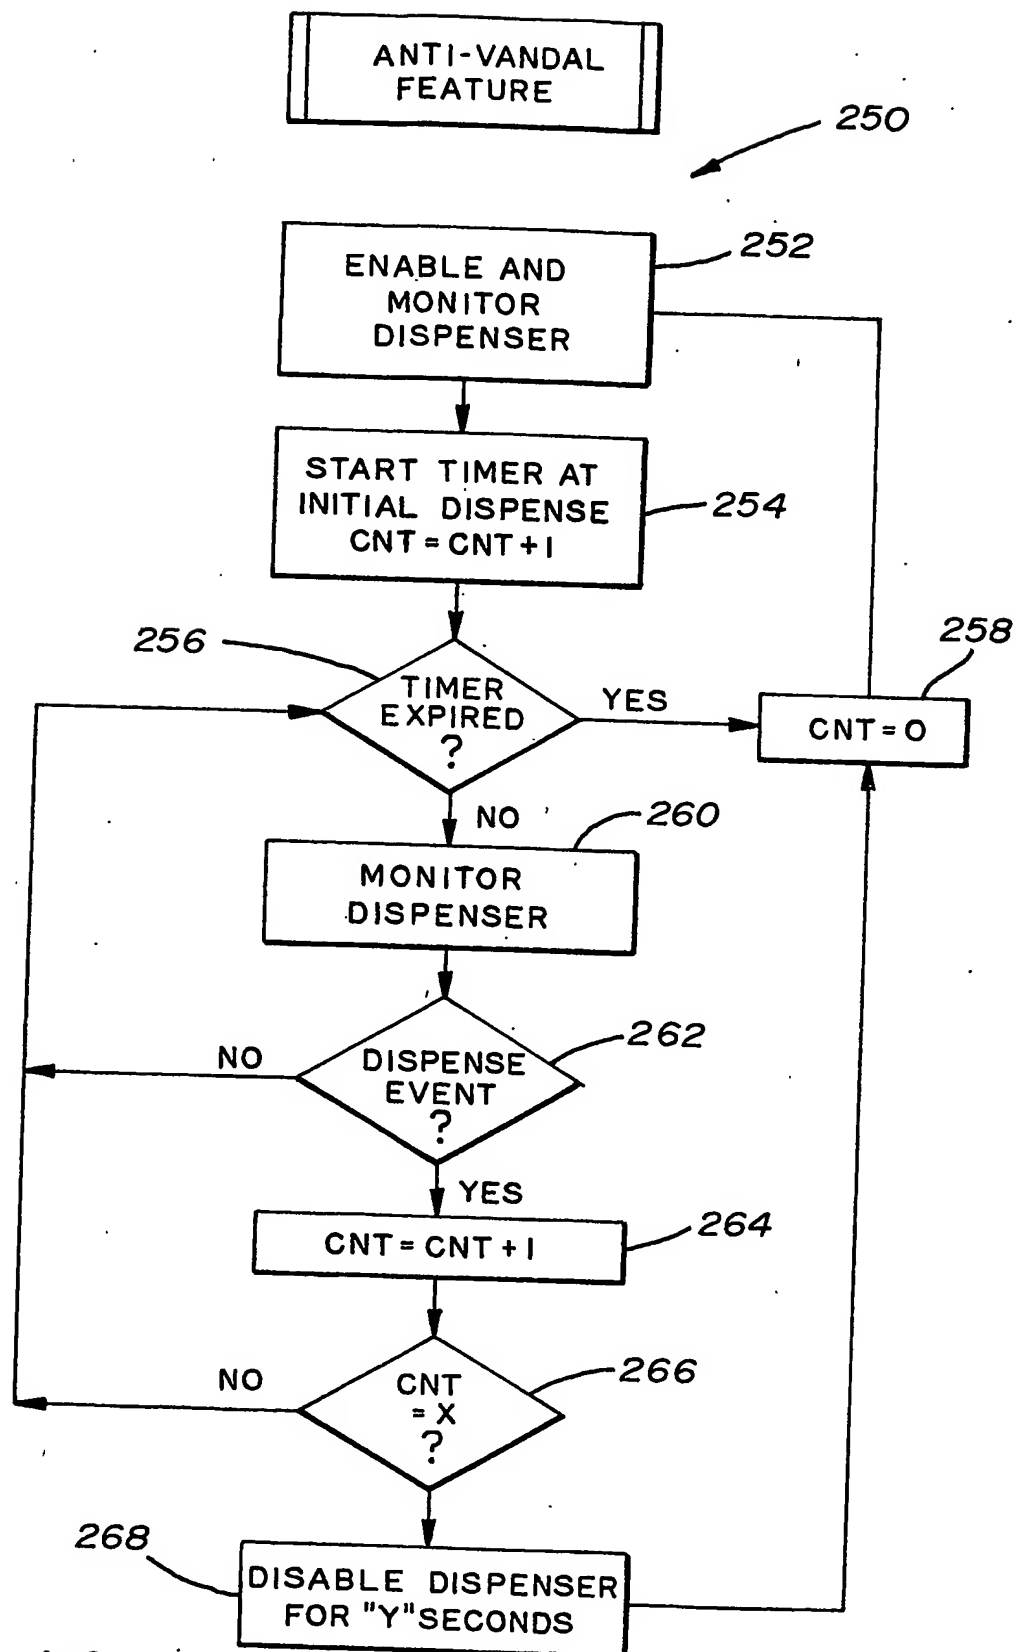 ANTI-VANDAL
FEATURE
250
252
ENABLE AND
MONITOR
DISPENSER
START TIMER AT
INITIAL DISPENSE
CNT = CNT + 1
254
256
TIMER
EXPIRED
?
YES
258
CNT = 0
NO
260
MONITOR
DISPENSER
262
DISPENSE
EVENT
?
NO
YES
264
CNT = CNT + 1
266
CNT
= X
?
NO
268
DISABLE DISPENSER
FOR "Y" SECONDS